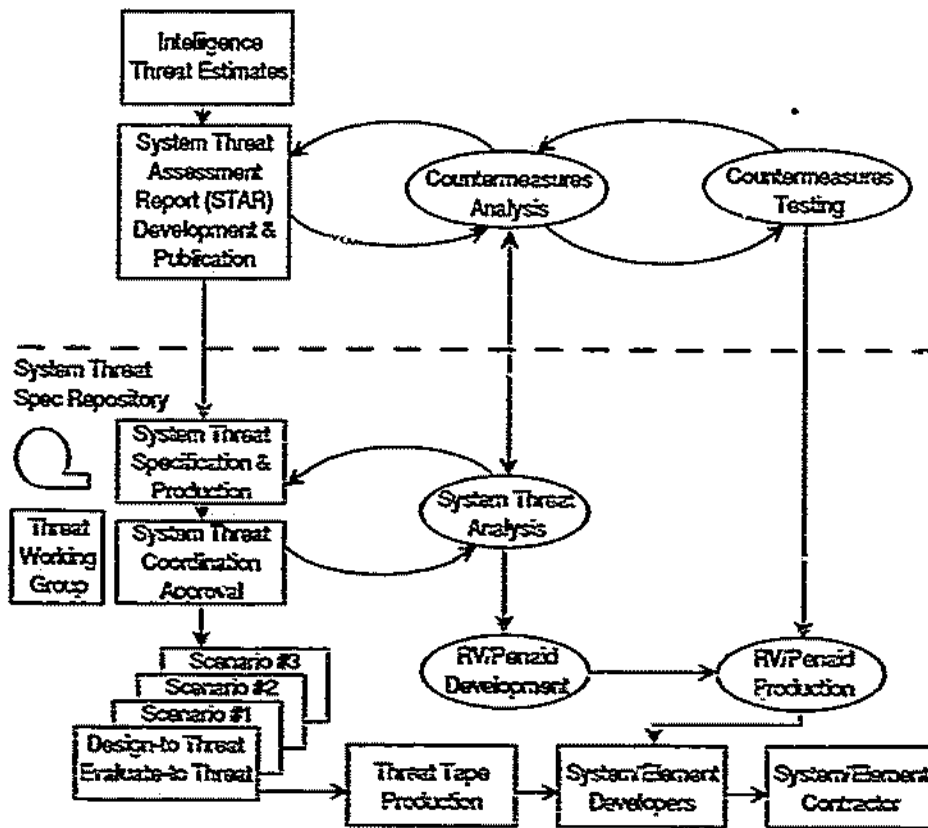 Intelligence
Threat Estimates
System Threat
Assessment
Report (STAR)
Development &
Publication
Countermeasures
Analysis
Countermeasures
Testing
System Threat
Spec Repository
System Threat
Specification &
Production
Threat
Working
Group
System Threat
Coordination
Approval
System Threat
Analysis
RV/Penaid
Development
RV/Penaid
Production
Scenario #3
Scenario #2
Scenario #1
Design-to Threat
Evaluate-to Threat
Threat Tape
Production
System/Element
Developers
System/Element
Contractor